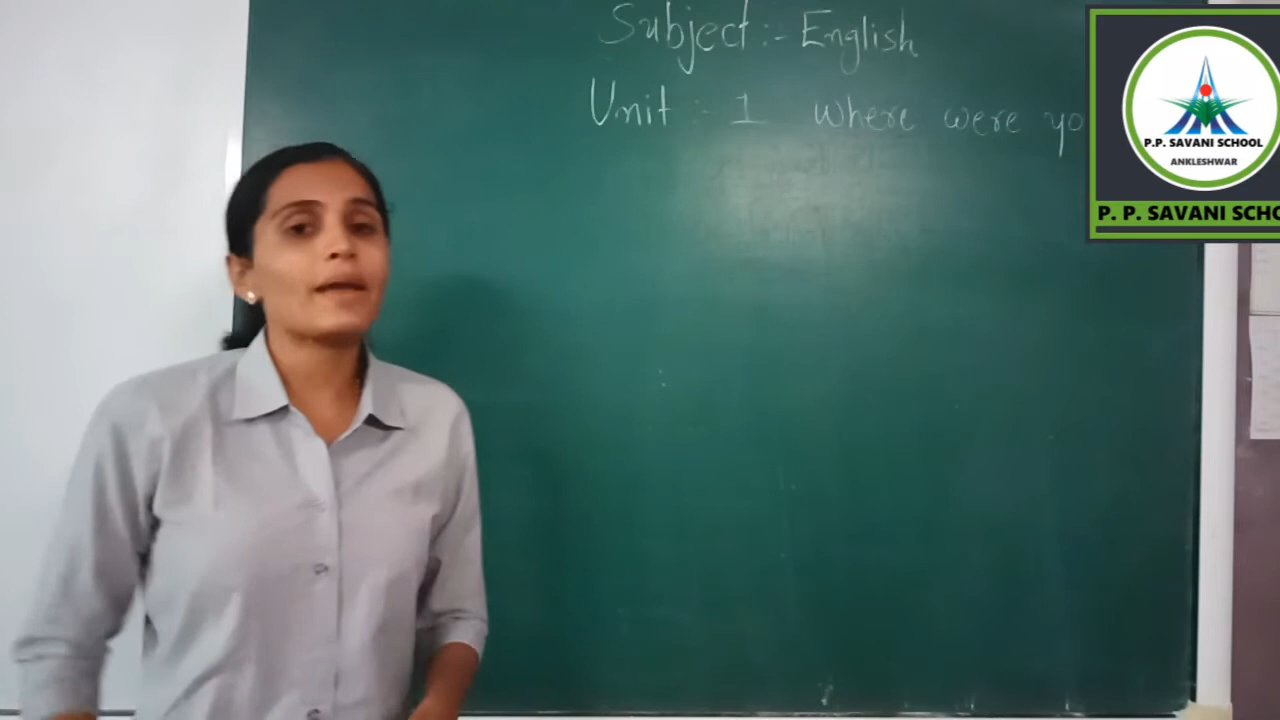 Subject :- English
Unit :- 1 Where were yo
P.P. SAVANI SCHOOL
ANKLESHWAR
P. P. SAVANI SCHO